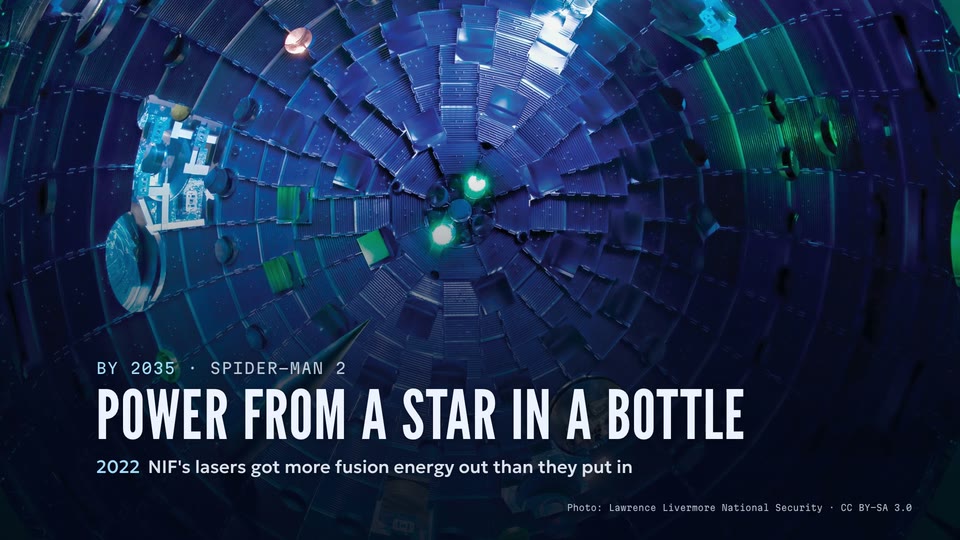 BY 2035 · SPIDER-MAN 2
POWER FROM A STAR IN A BOTTLE
2022 NIF's lasers got more fusion energy out than they put in
Photo: Lawrence Livermore National Security · CC BY-SA 3.0